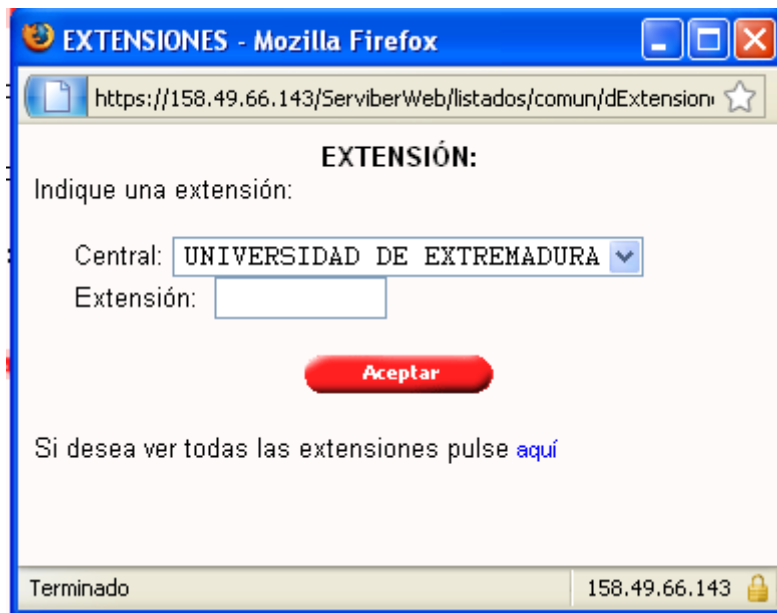 EXTENSIONES - Mozilla Firefox
https://158.49.66.143/ServiberWeb/listados/comun/dExtension
EXTENSIÓN:
Indique una extensión:
Central: UNIVERSIDAD DE EXTREMADURA
Extensión:
Aceptar
Si desea ver todas las extensiones pulse aquí
Terminado 158.49.66.143